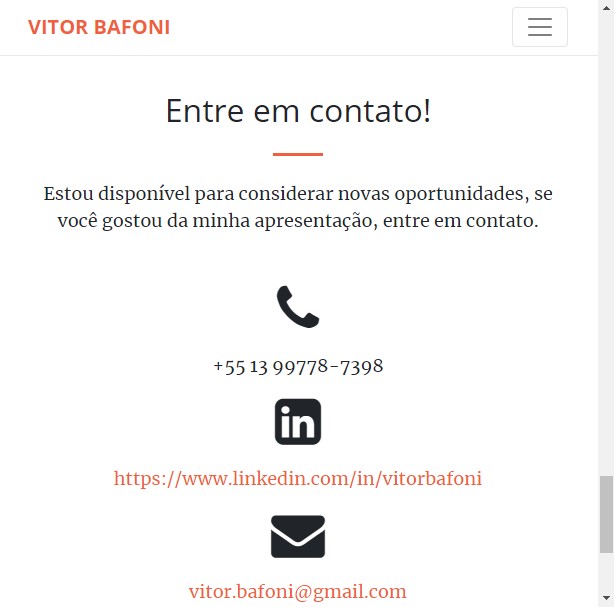 VITOR BAFONI
Entre em contato!
Estou disponível para considerar novas oportunidades, se
você gostou da minha apresentação, entre em contato.
+55 13 99778-7398
in
https://www.linkedin.com/in/vitorbafoni
vitor.bafoni@gmail.com